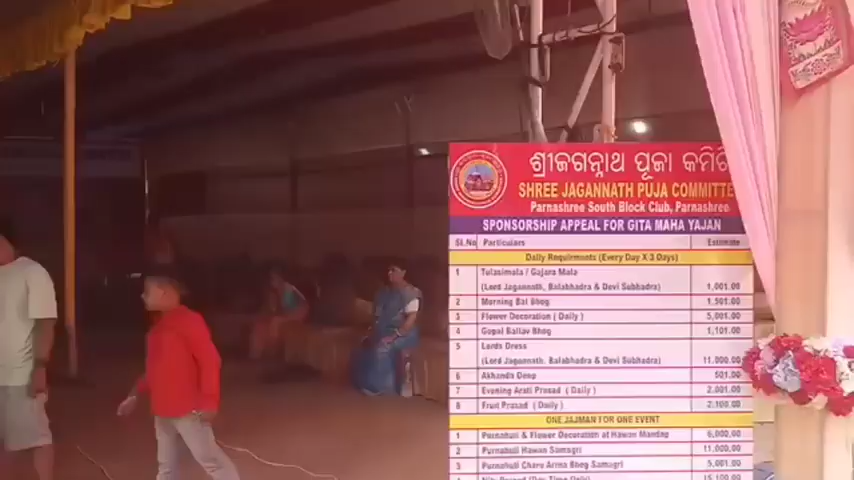 ଶ୍ରୀଜଗନ୍ନାଥ ପୂଜା କମିଟି
SHREE JAGANNATH PUJA COMMITTEE
Parnashree South Block Club, Parnashree
SPONSORSHIP APPEAL FOR GITA MAHA YAJAN
Sl.No Particulars Estimate
Daily Requirments (Every Day X 3 Days)
1 Tulasimala / Gajara Mala
(Lord Jagannath, Balabhadra & Devi Subhadra) 1,001.00
2 Morning Bal Bhog 1,501.00
3 Flower Decoration ( Daily ) 5,001.00
4 Gopal Ballav Bhog 1,101.00
5 Lords Dress
(Lord Jagannath, Balabhadra & Devi Subhadra) 11,000.00
6 Akhanda Deep 501.00
7 Evening Arati Prasad ( Daily ) 2,001.00
8 Fruit Prasad ( Daily ) 2,100.00
ONE JAJMAN FOR ONE EVENT
1 Purnahuti & Flower Decoration at Hawan Mandap 6,000.00
2 Purnahuti Hawan Samagri 11,000.00
3 Purnahuti Charu Anna Bhog Samagri 5,001.00
15,100.00